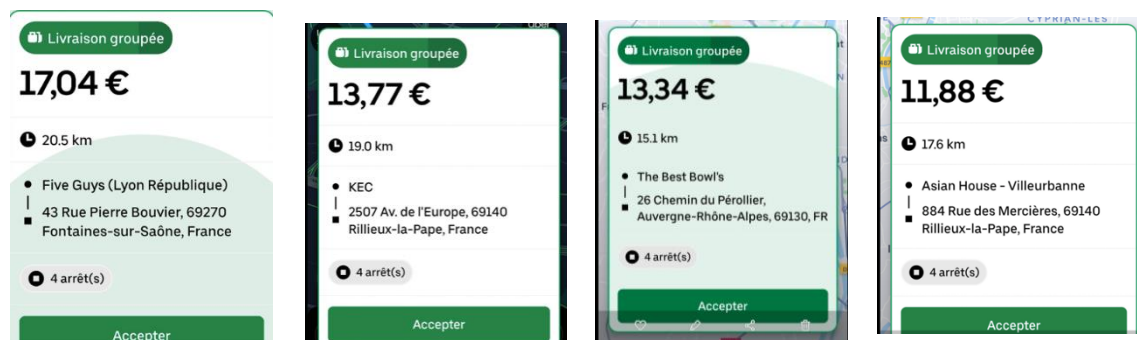 Livraison groupée
17,04 €
20.5 km
Five Guys (Lyon République)
43 Rue Pierre Bouvier, 69270
Fontaines-sur-Saône, France
4 arrêt(s)
Accepter
Uber
Livraison groupée
13,77 €
19.0 km
KEC
2507 Av. de l'Europe, 69140
Rillieux-la-Pape, France
4 arrêt(s)
Accepter
Livraison groupée
13,34 €
15.1 km
The Best Bowl's
26 Chemin du Pérollier,
Auvergne-Rhône-Alpes, 69130, FR
4 arrêt(s)
Accepter
CYPRIAN-LES
Livraison groupée
11,88 €
17.6 km
Asian House - Villeurbanne
884 Rue des Mercières, 69140
Rillieux-la-Pape, France
4 arrêt(s)
Accepter